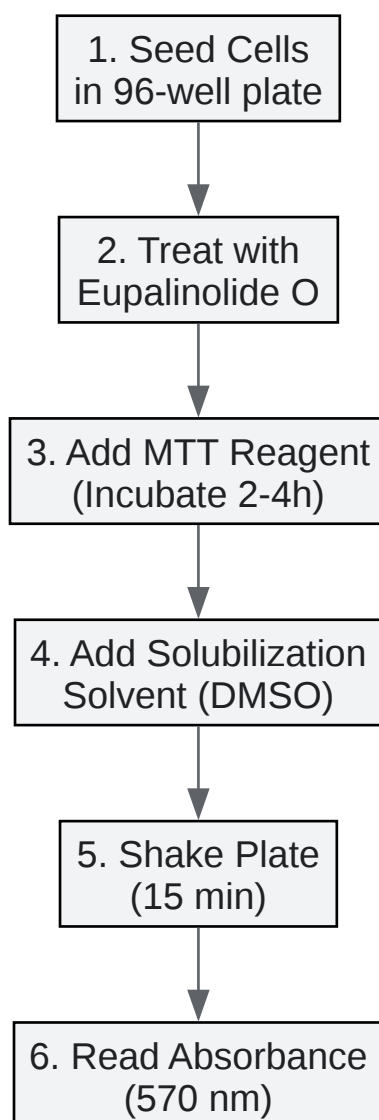 1. Seed Cells
in 96-well plate
2. Treat with
Eupalinolide O
3. Add MTT Reagent
(Incubate 2-4h)
4. Add Solubilization
Solvent (DMSO)
5. Shake Plate
(15 min)
6. Read Absorbance
(570 nm)